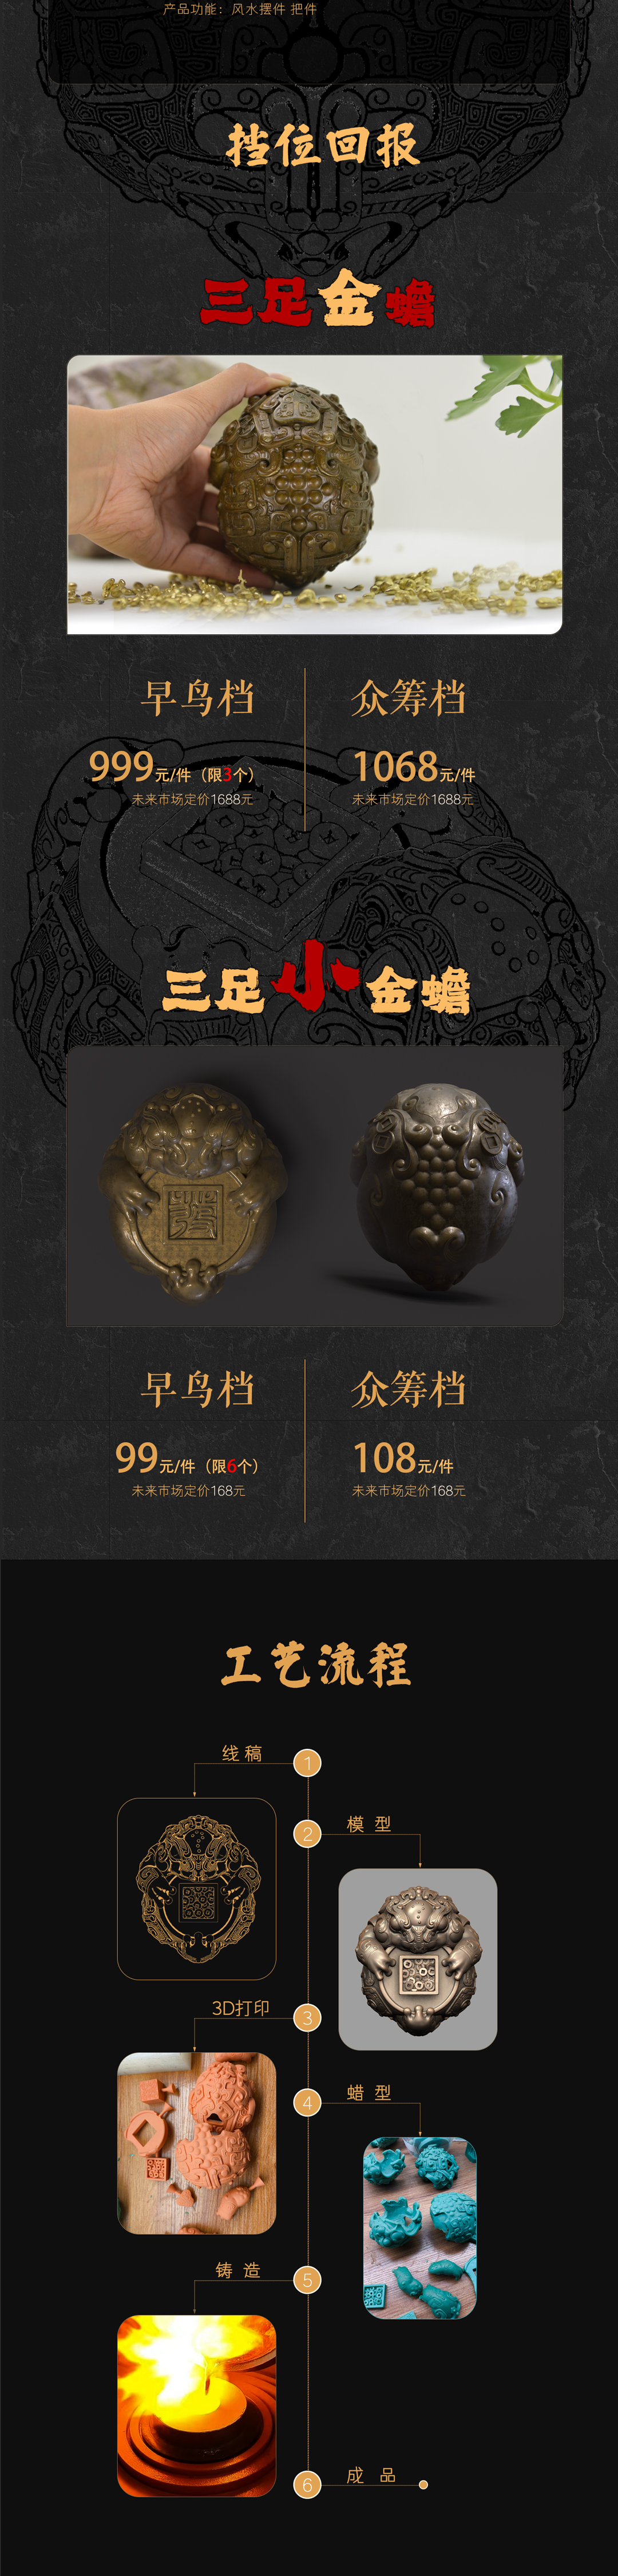 产品功能：风水摆件 把件
挡位回报
三足金蟾
早鸟档
众筹档
999元/件（限3个）
1068元/件
未来市场定价1688元
未来市场定价1688元
三足小金蟾
早鸟档
众筹档
99元/件（限6个）
108元/件
未来市场定价168元
未来市场定价168元
工艺流程
线稿
1
2
模型
3D打印
3
4
蜡型
铸造
5
6
成品